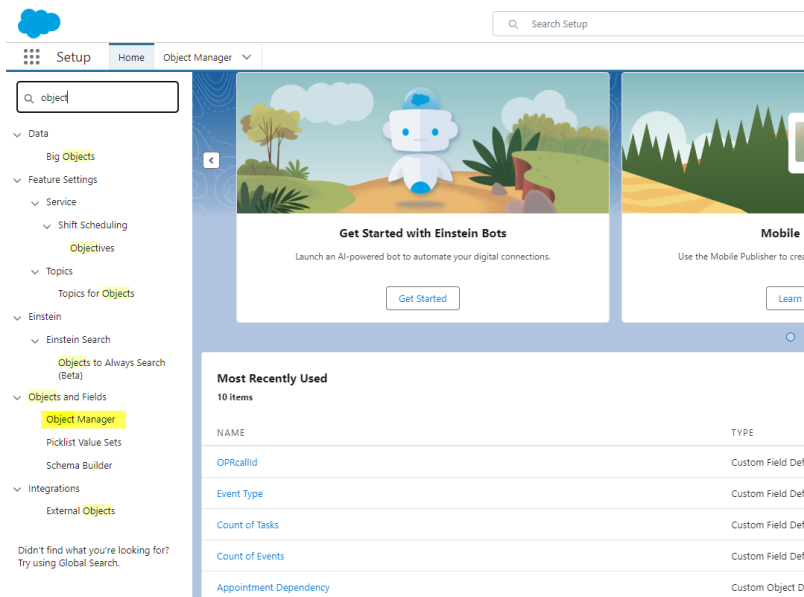 Search Setup
Setup
Home
Object Manager
object
Data
Big Objects
Feature Settings
Service
Shift Scheduling
Objectives
Topics
Topics for Objects
Einstein
Einstein Search
Objects to Always Search
(Beta)
Objects and Fields
Object Manager
Picklist Value Sets
Schema Builder
Integrations
External Objects
Didn't find what you're looking for?
Try using Global Search.
Get Started with Einstein Bots
Launch an AI-powered bot to automate your digital connections.
Get Started
Mobile
Use the Mobile Publisher to crea
Learn
Most Recently Used
10 items
NAME TYPE
OPRcallId Custom Field Def
Event Type Custom Field Def
Count of Tasks Custom Field Def
Count of Events Custom Field Def
Appointment Dependency Custom Object D